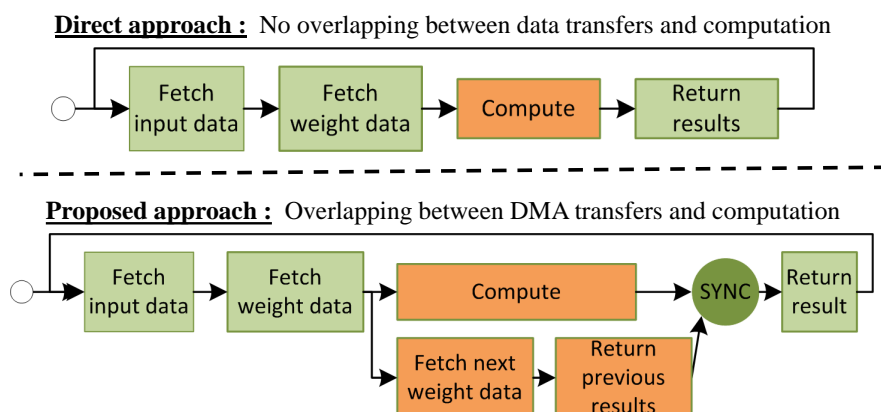 Direct approach : No overlapping between data transfers and computation
Fetch
input data
Fetch
weight data
Compute
Return
results
Proposed approach : Overlapping between DMA transfers and computation
Fetch
input data
Fetch
weight data
Compute
SYNC
Return
result
Fetch next
weight data
Return
previous
results